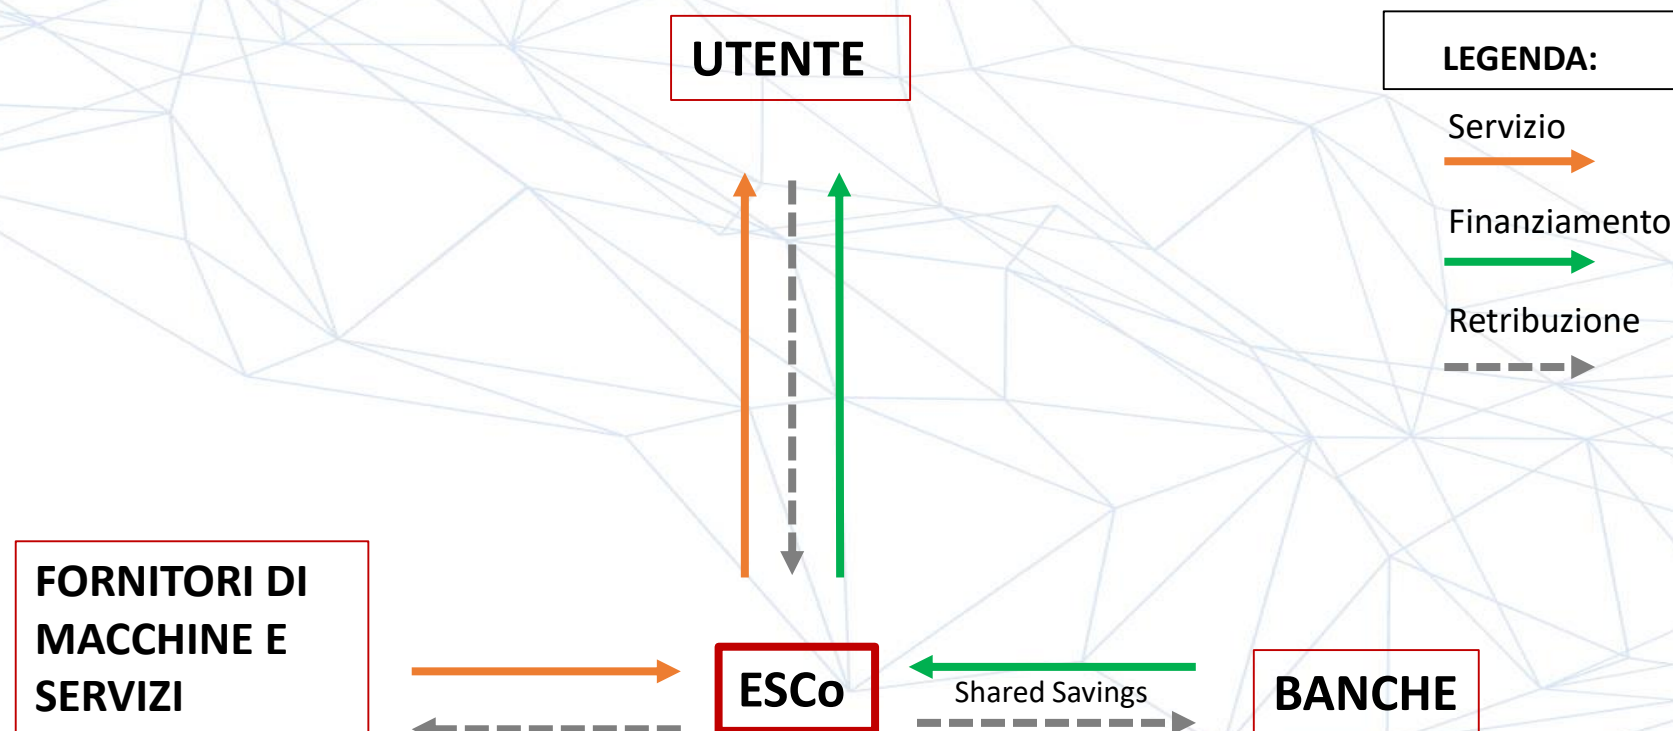 UTENTE
LEGENDA:
Servizio
Finanziamento
Retribuzione
FORNITORI DI
MACCHINE E
SERVIZI
ESCo
Shared Savings
BANCHE